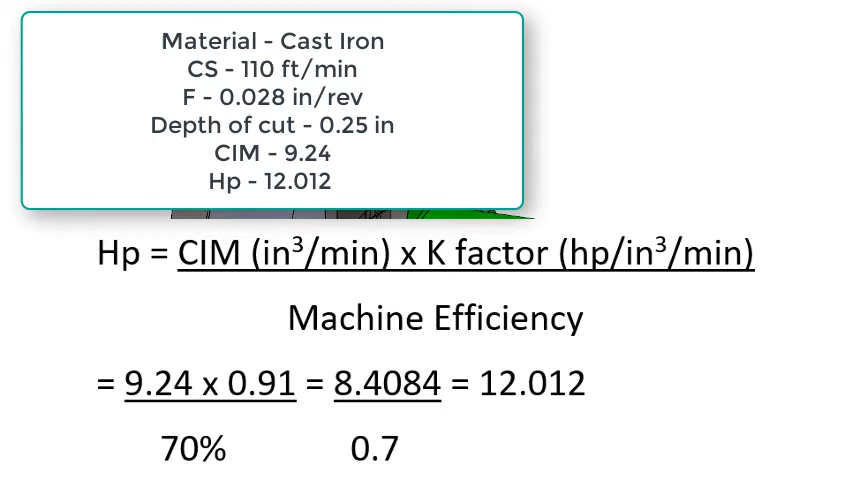 Material - Cast Iron
CS - 110 ft/min
F - 0.028 in/rev
Depth of cut - 0.25 in
CIM - 9.24
Hp - 12.012
Hp = CIM (in³/min) x K factor (hp/in³/min)
Machine Efficiency
= 9.24 x 0.91 = 8.4084 = 12.012
70% 0.7